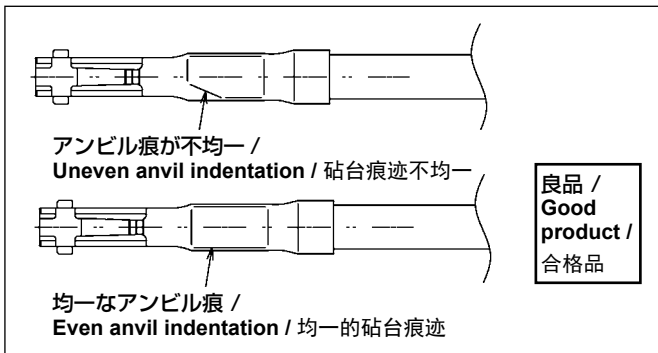 アンビル痕が不均一 /
Uneven anvil indentation / 砧台痕迹不均一
良品 /
Good
product /
合格品
均一なアンビル痕 /
Even anvil indentation / 均一的砧台痕迹